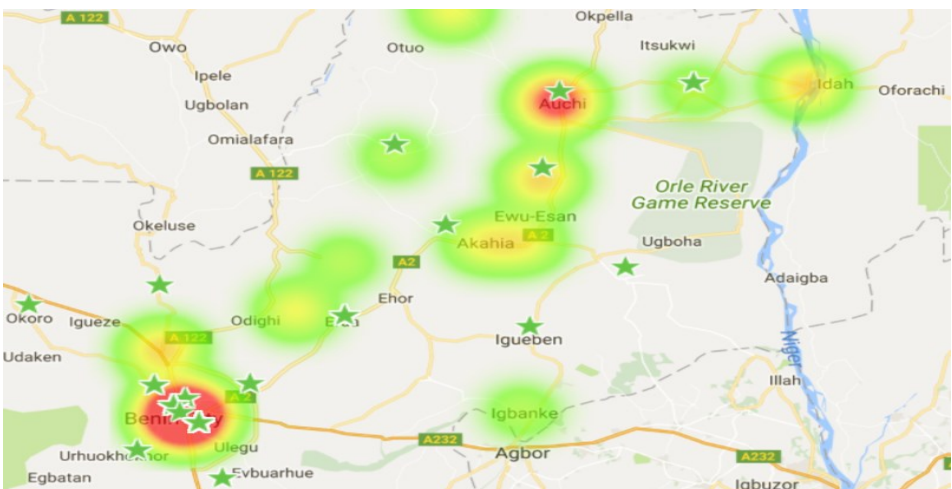 A 122
Okpella
Owo
Otuo
Itsukwi
Ipele
Idah
Oforachi
Ugbolan
Auchi
Omialafara
A 122
Orle River
Game Reserve
Ewu-Esan
Okeluse
Akahia
A 2
Ugboha
A2
Adaigba
Ehor
Okoro
Igueze
Odighi
A 122
Igueben
Udaken
Niger
Illah
A 2
Igbanke
Ulegu
A232
Agbor
A232
Egbatan
Evbuarhue
Igbuzor